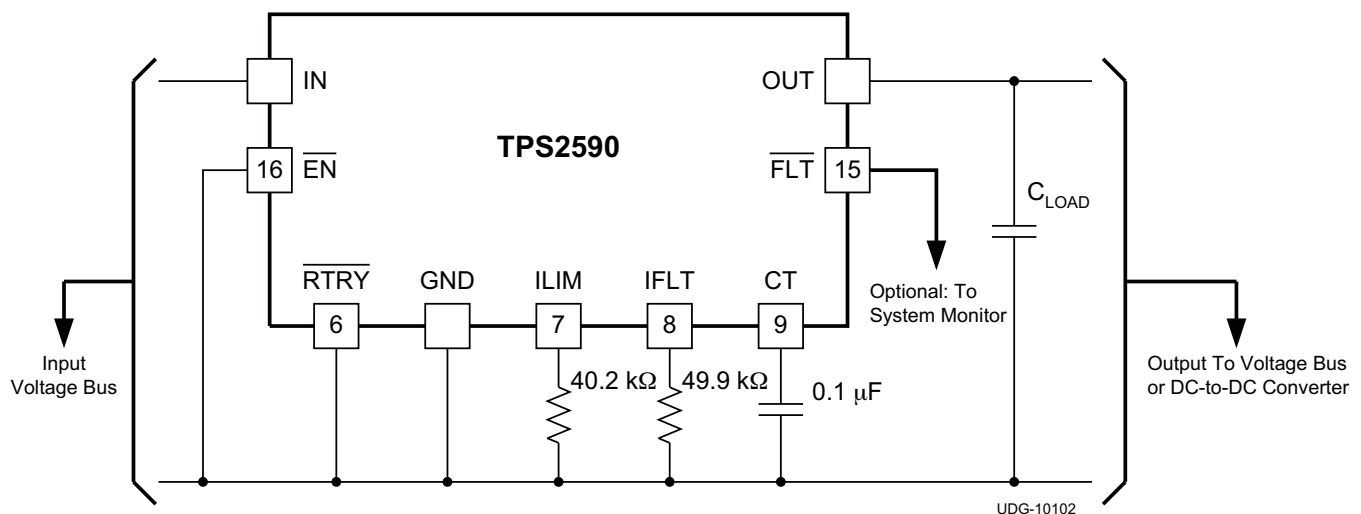 IN
OUT
TPS2590
16
EN
FLT
15
C_LOAD
RTRY
GND
ILIM
IFLT
CT
6
7
8
9
Optional: To
System Monitor
Input
Voltage Bus
40.2 kΩ
49.9 kΩ
0.1 μF
Output To Voltage Bus
or DC-to-DC Converter
UDG-10102